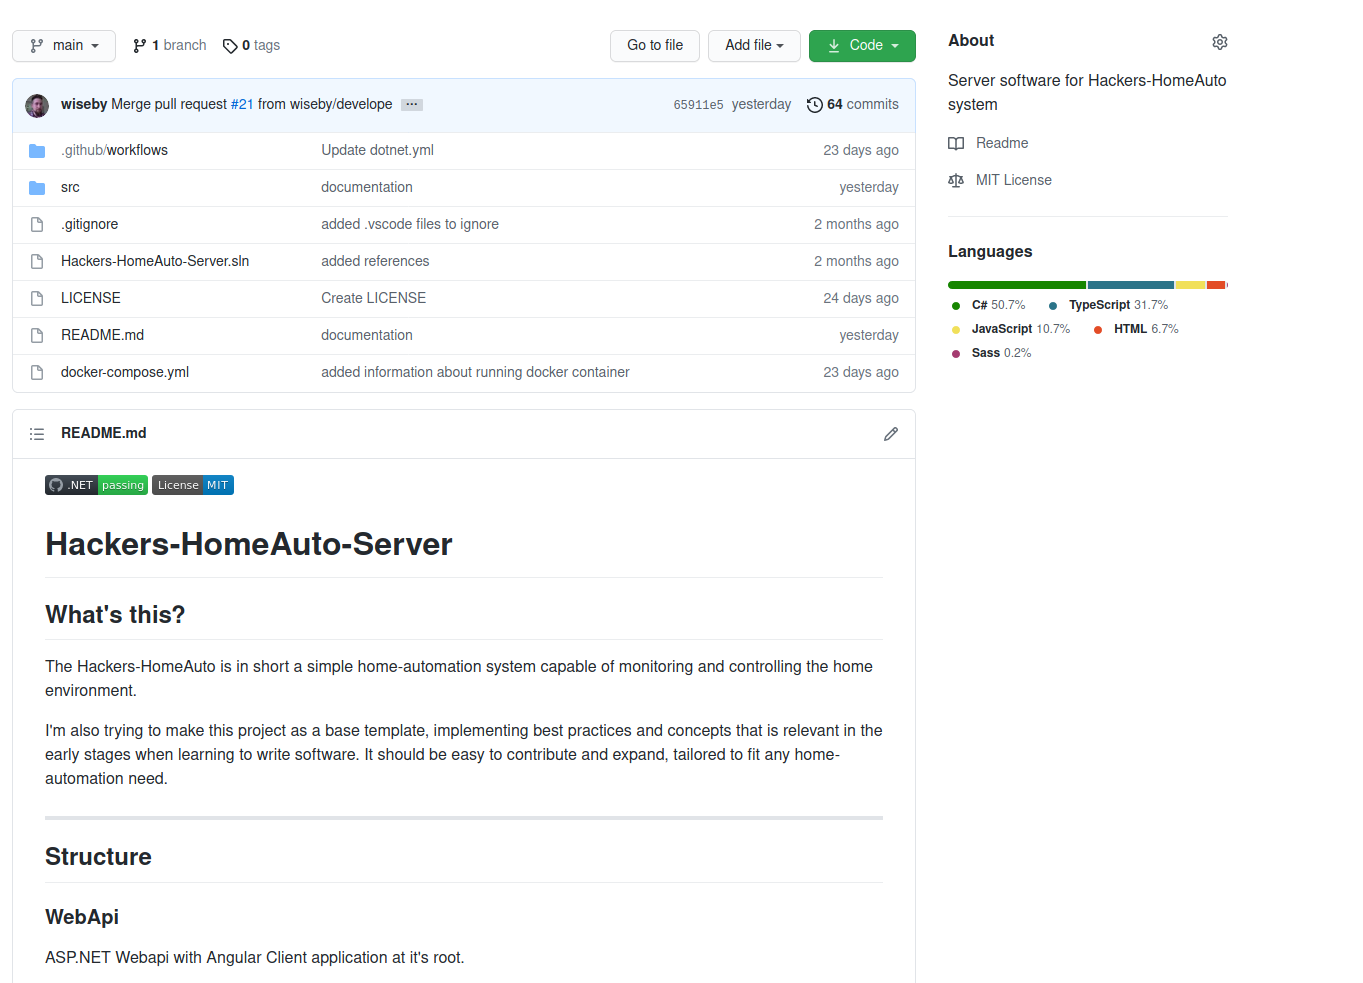 main
1 branch
0 tags
Go to file
Add file
Code
wiseby Merge pull request #21 from wiseby/develope ...
65911e5 yesterday
64 commits
.github/workflows Update dotnet.yml 23 days ago
src documentation yesterday
.gitignore added .vscode files to ignore 2 months ago
Hackers-HomeAuto-Server.sln added references 2 months ago
LICENSE Create LICENSE 24 days ago
README.md documentation yesterday
docker-compose.yml added information about running docker container 23 days ago
README.md
.NET passing License MIT
Hackers-HomeAuto-Server
What's this?
The Hackers-HomeAuto is in short a simple home-automation system capable of monitoring and controlling the home
environment.
I'm also trying to make this project as a base template, implementing best practices and concepts that is relevant in the
early stages when learning to write software. It should be easy to contribute and expand, tailored to fit any home-
automation need.
Structure
WebApi
ASP.NET Webapi with Angular Client application at it's root.
About
Server software for Hackers-HomeAuto
system
Readme
MIT License
Languages
C# 50.7% TypeScript 31.7%
JavaScript 10.7% HTML 6.7%
Sass 0.2%